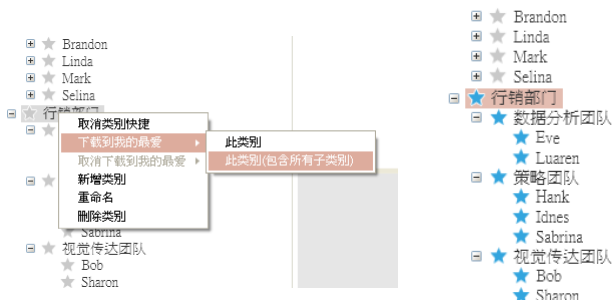 Brandon
Linda
Mark
Selina
行销部门
取消类别快捷
下载到我的最爱
取消下载到我的最爱
新增类别
重命名
删除类别
此类别
此类别(包含所有子类别)
Sabrina
视觉传达团队
Bob
Sharon
Brandon
Linda
Mark
Selina
行销部门
数据分析团队
Eve
Luaren
策略团队
Hank
Idnes
Sabrina
视觉传达团队
Bob
Sharon